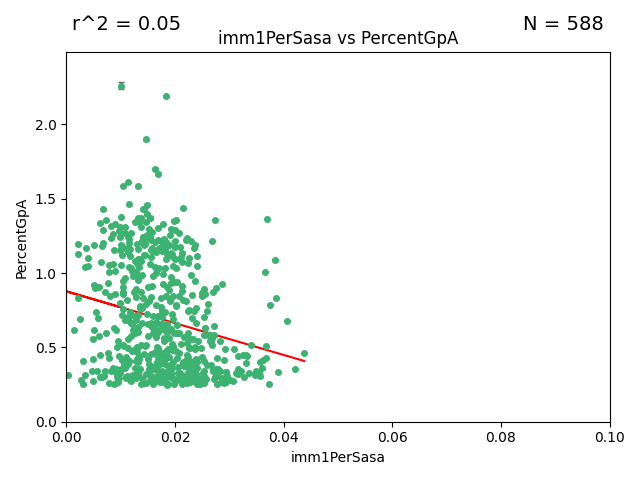 r^2 = 0.05
N = 588
imm1PerSasa vs PercentGpA
PercentGpA
2.0
1.5
1.0
0.5
0.0
0.00
0.02
0.04
0.06
0.08
0.10
imm1PerSasa